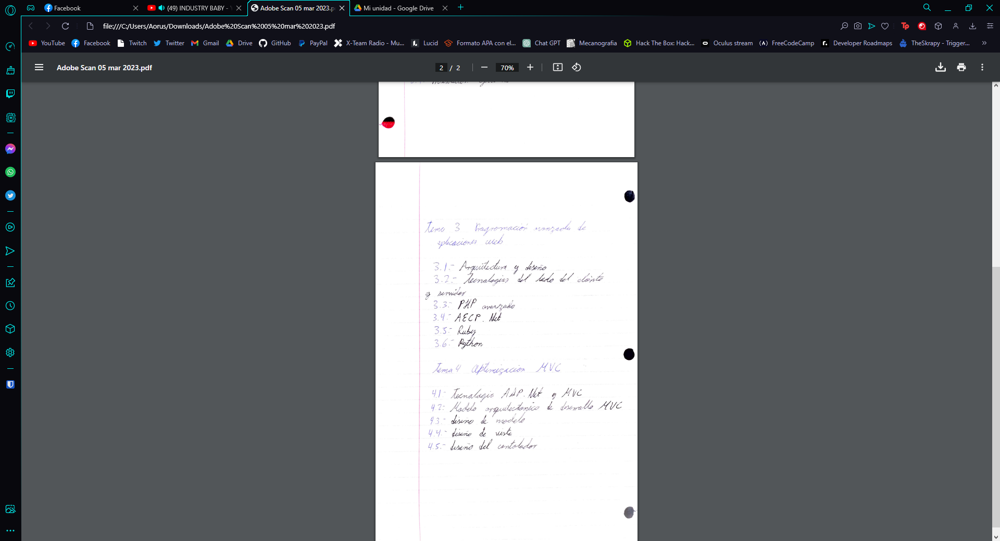 Facebook
(49) INDUSTRY BABY - Y
Adobe Scan 05 mar 2023.p
Mi unidad - Google Drive
file:///C:/Users/Aorus/Downloads/Adobe%20Scan%2005%20mar%202023.pdf
YouTube Facebook Twitch Twitter Gmail Drive GitHub PayPal X-Team Radio - Mu... Lucid Formato APA con el... Chat GPT Mecanografia Hack The Box: Hack... Oculus stream FreeCodeCamp Developer Roadmaps TheSkrapy - Trigger...
Adobe Scan 05 mar 2023.pdf
2 / 2
70%
Tema 3 Programación avanzada de
aplicaciones web
3.1.- Arquitectura y diseño
3.2.- Tecnologias del lado del cliente
y servidor
3.3.- PHP avanzado
3.4.- AECP. Net
3.5.- Ruby
3.6.- Python
Tema 4 Optimizacion MVC
4.1- Tecnologia ASP. Net y MVC
4.2- Modelo arquitectonico de desarrollo MVC
4.3- diseño de modelo
4.4.- diseño de vista
4.5.- diseño del contolador